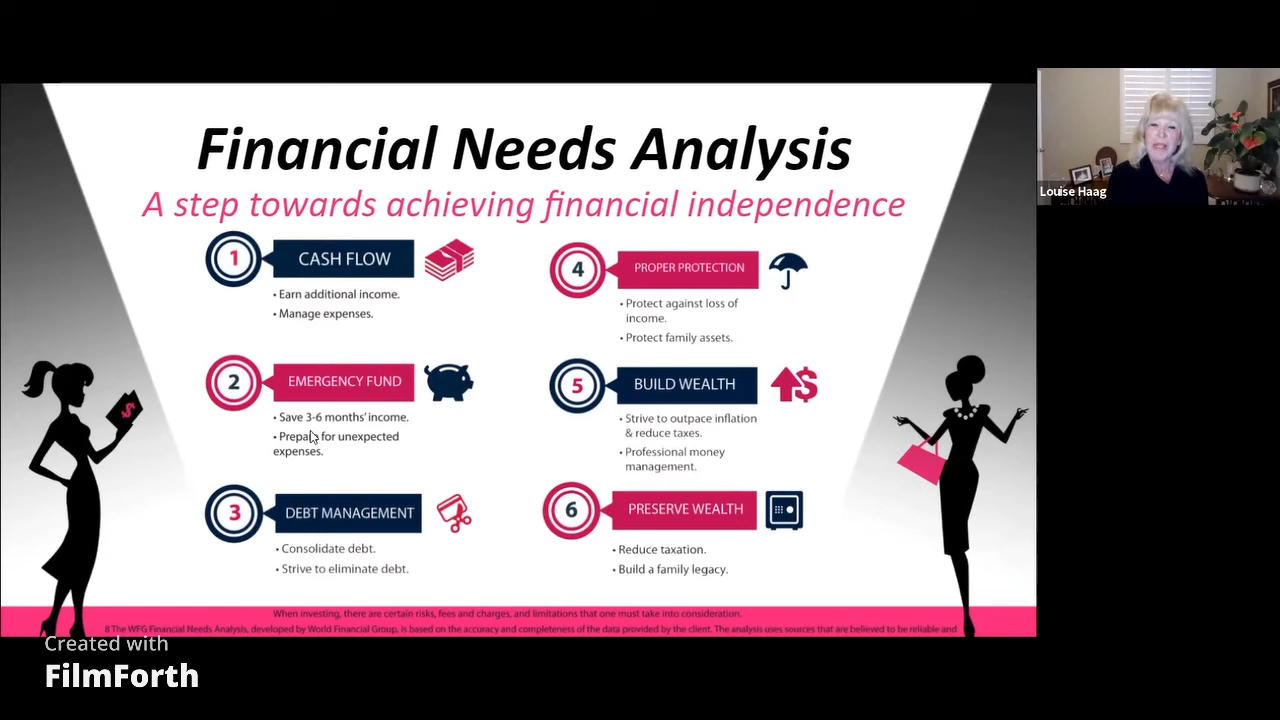 Financial Needs Analysis
A step towards achieving financial independence
1
CASH FLOW
• Earn additional income.
• Manage expenses.
2
EMERGENCY FUND
• Save 3-6 months' income.
• Prepare for unexpected
expenses.
3
DEBT MANAGEMENT
• Consolidate debt.
• Strive to eliminate debt.
4
PROPER PROTECTION
• Protect against loss of
income.
• Protect family assets.
5
BUILD WEALTH
• Strive to outpace inflation
& reduce taxes.
• Professional money
management.
6
PRESERVE WEALTH
• Reduce taxation.
• Build a family legacy.
$
$
When investing, there are certain risks, fees and charges, and limitations that one must take into consideration.
8 The WFG Financial Needs Analysis, developed by World Financial Group, is based on the accuracy and completeness of the data provided by the client. The analysis uses sources that are believed to be reliable and
Louise Haag
Created with
FilmForth